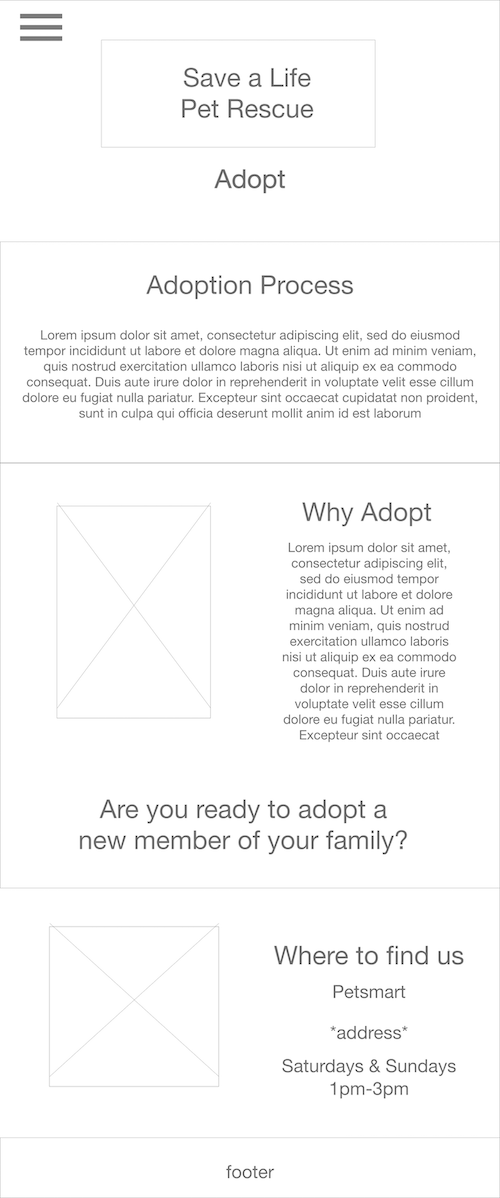 Save a Life
Pet Rescue
Adopt
Adoption Process
Lorem ipsum dolor sit amet, consectetur adipiscing elit, sed do eiusmod
tempor incididunt ut labore et dolore magna aliqua. Ut enim ad minim veniam,
quis nostrud exercitation ullamco laboris nisi ut aliquip ex ea commodo
consequat. Duis aute irure dolor in reprehenderit in voluptate velit esse cillum
dolore eu fugiat nulla pariatur. Excepteur sint occaecat cupidatat non proident,
sunt in culpa qui officia deserunt mollit anim id est laborum
Why Adopt
Lorem ipsum dolor sit amet,
consectetur adipiscing elit,
sed do eiusmod tempor
incididunt ut labore et dolore
magna aliqua. Ut enim ad
minim veniam, quis nostrud
exercitation ullamco laboris
nisi ut aliquip ex ea commodo
consequat. Duis aute irure
dolor in reprehenderit in
voluptate velit esse cillum
dolore eu fugiat nulla pariatur.
Excepteur sint occaecat
Are you ready to adopt a
new member of your family?
Where to find us
Petsmart
*address*
Saturdays & Sundays
1pm-3pm
footer